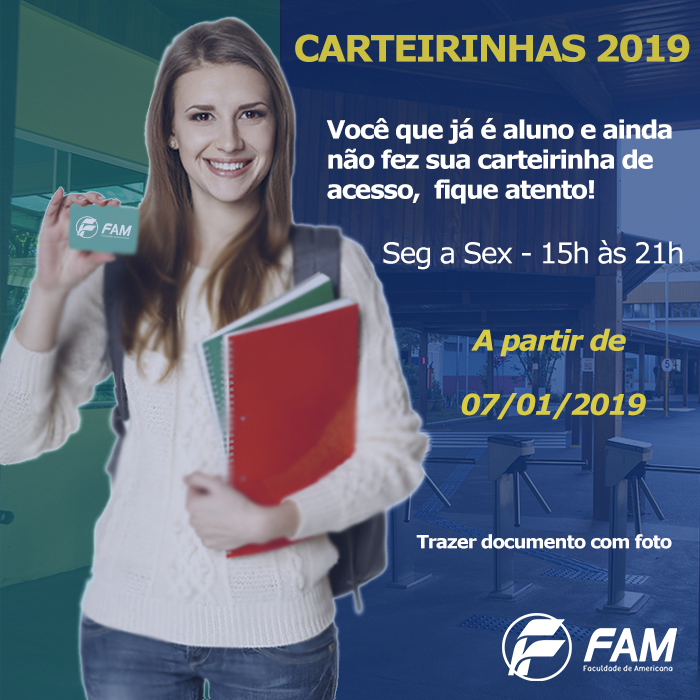 CARTEIRINHAS 2019
Você que já é aluno e ainda
não fez sua carteirinha de
acesso, fique atento!
Seg a Sex - 15h às 21h
A partir de
07/01/2019
Trazer documento com foto
FAM
FAM
Faculdade de Americana